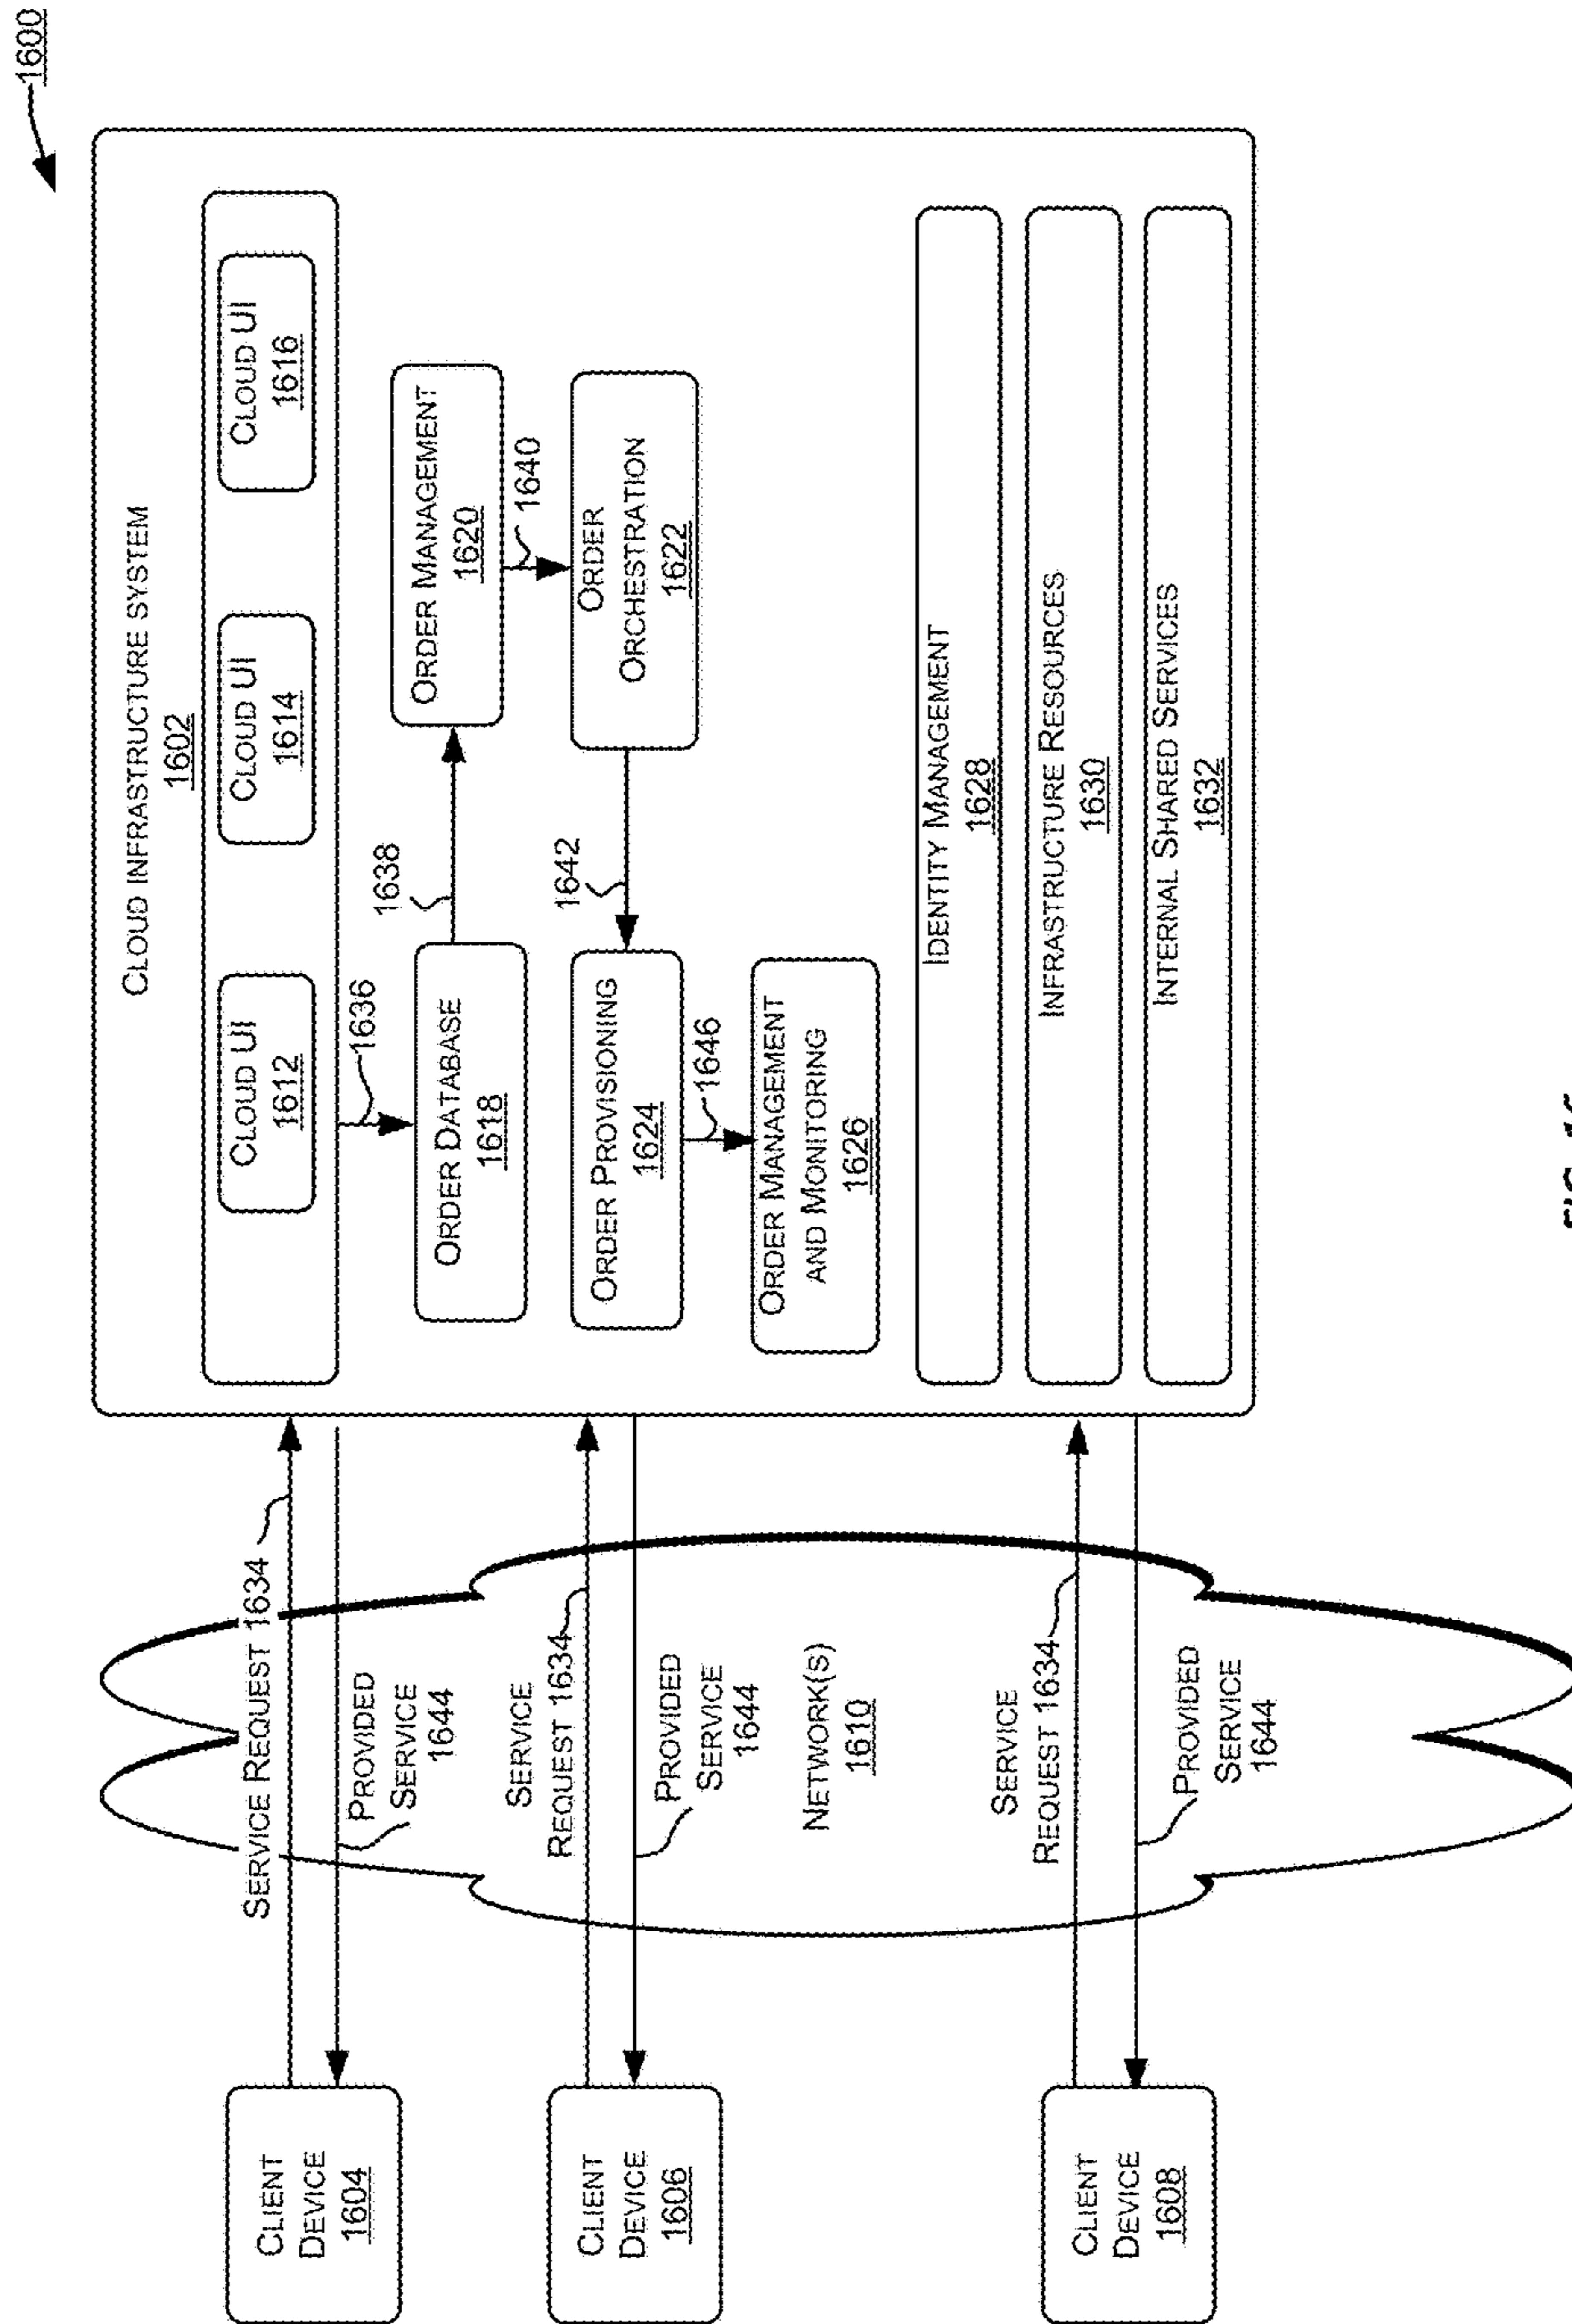 1600
CLOUD INFRASTRUCTURE SYSTEM
1602
CLOUD UI
1612
CLOUD UI
1614
CLOUD UI
1616
1636
ORDER DATABASE
1618
1638
ORDER MANAGEMENT
1620
1640
ORDER
ORCHESTRATION
1622
1642
ORDER PROVISIONING
1624
1646
ORDER MANAGEMENT
AND MONITORING
1626
IDENTITY MANAGEMENT
1628
INFRASTRUCTURE RESOURCES
1630
INTERNAL SHARED SERVICES
1632
SERVICE REQUEST 1634
PROVIDED
SERVICE
1644
SERVICE
REQUEST 1634
PROVIDED
SERVICE
1644
NETWORK(S)
1610
SERVICE
REQUEST 1634
PROVIDED
SERVICE
1644
CLIENT
DEVICE
1604
CLIENT
DEVICE
1606
CLIENT
DEVICE
1608